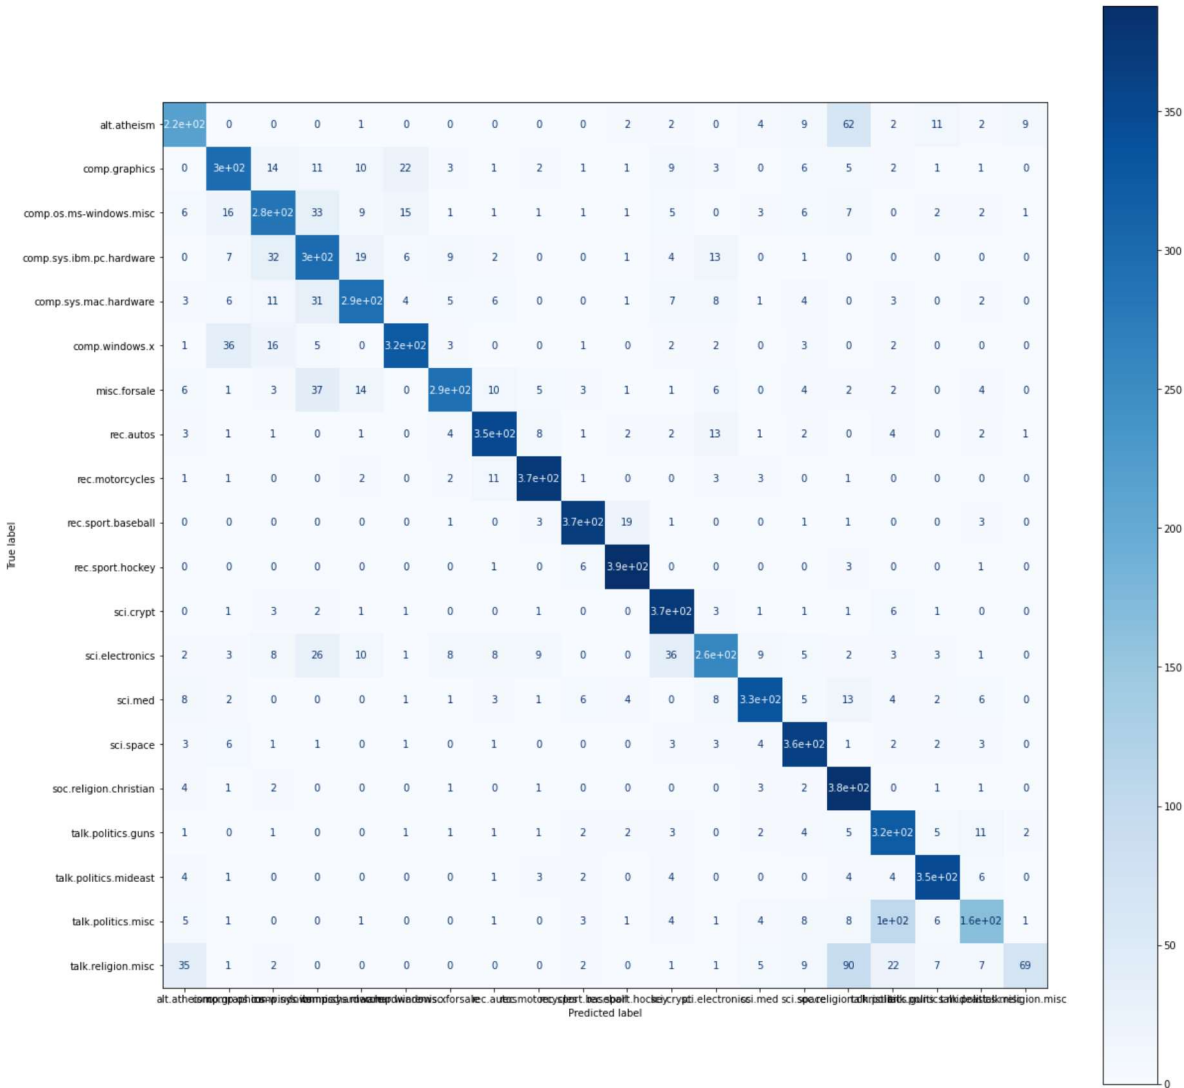 alt.atheism 2.2e+02 0 0 0 1 0 0 0 0 0 2 2 0 4 9 62 2 11 2 9
comp.graphics 0 3e+02 14 11 10 22 3 1 2 1 1 9 3 0 6 5 2 1 1 0
comp.os.ms-windows.misc 6 16 2.8e+02 33 9 15 1 1 1 1 1 5 0 3 6 7 0 2 2 1
comp.sys.ibm.pc.hardware 0 7 32 3e+02 19 6 9 2 0 0 1 4 13 0 1 0 0 0 0 0
comp.sys.mac.hardware 3 6 11 31 2.9e+02 4 5 6 0 0 1 7 8 1 4 0 3 0 2 0
comp.windows.x 1 36 16 5 0 3.2e+02 3 0 0 1 0 2 2 0 3 0 2 0 0 0
misc.forsale 6 1 3 37 14 0 2.9e+02 10 5 3 1 1 6 0 4 2 2 0 4 0
rec.autos 3 1 1 0 1 0 4 3.5e+02 8 1 2 2 13 1 2 0 4 0 2 1
rec.motorcycles 1 1 0 0 2 0 2 11 3.7e+02 1 0 0 3 3 0 1 0 0 0 0
rec.sport.baseball 0 0 0 0 0 0 1 0 3 3.7e+02 19 1 0 0 1 1 0 0 3 0
rec.sport.hockey 0 0 0 0 0 0 0 1 0 6 3.9e+02 0 0 0 0 3 0 0 1 0
sci.crypt 0 1 3 2 1 1 0 0 1 0 0 3.7e+02 3 1 1 1 6 1 0 0
sci.electronics 2 3 8 26 10 1 8 8 9 0 0 36 2.6e+02 9 5 2 3 3 1 0
sci.med 8 2 0 0 0 1 1 3 1 6 4 0 8 3.3e+02 5 13 4 2 6 0
sci.space 3 6 1 1 0 1 0 1 0 0 0 3 3 4 3.6e+02 1 2 2 3 0
soc.religion.christian 4 1 2 0 0 0 1 0 1 0 0 0 0 3 2 3.8e+02 0 1 1 0
talk.politics.guns 1 0 1 0 0 1 1 1 1 2 2 3 0 2 4 5 3.2e+02 5 11 2
talk.politics.mideast 4 1 0 0 0 0 0 1 3 2 0 4 0 0 0 4 4 3.5e+02 6 0
talk.politics.misc 5 1 0 0 1 0 0 1 0 3 1 4 1 4 8 8 1e+02 6 1.6e+02 1
talk.religion.misc 35 1 2 0 0 0 0 0 0 2 0 1 1 5 9 90 22 7 7 69
True label
Predicted label
350
300
250
200
150
100
50
0